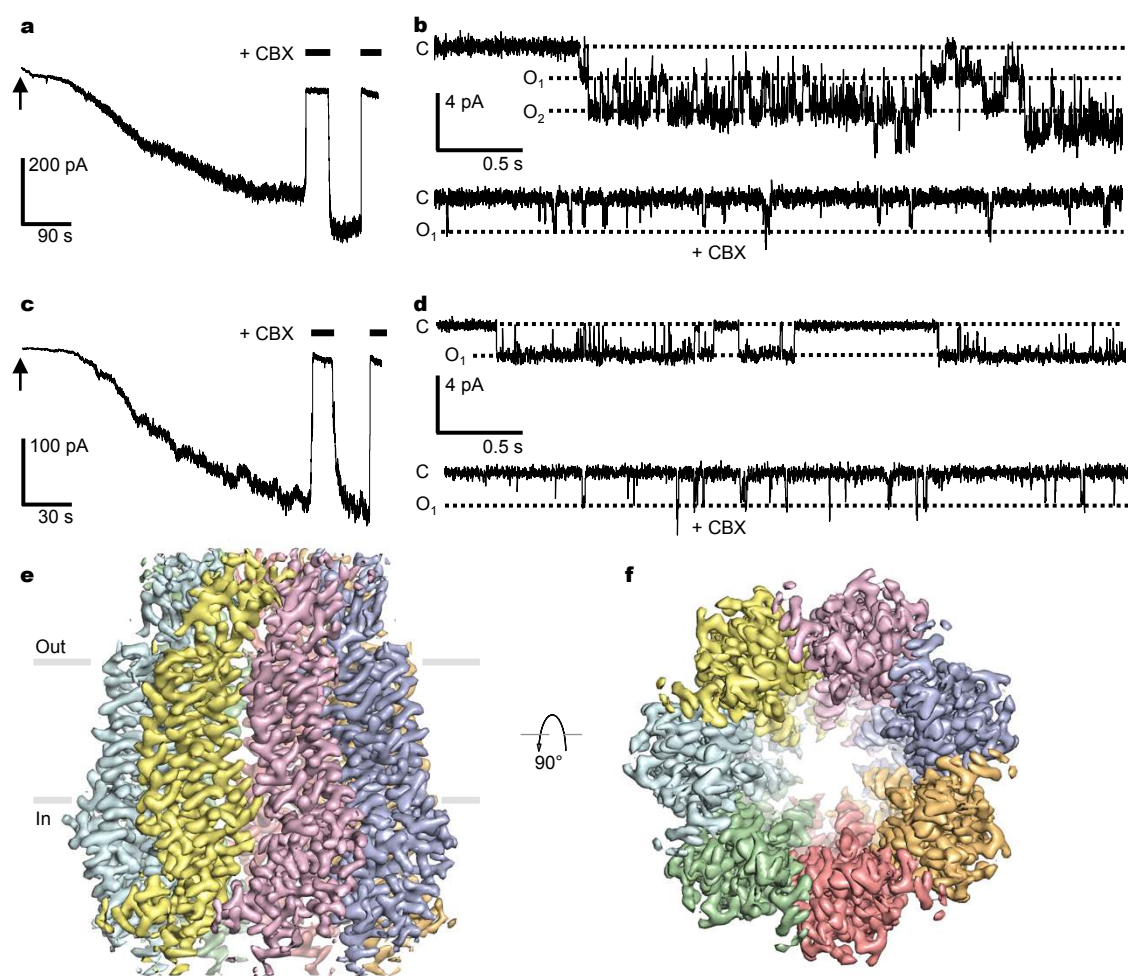 a
+ CBX
200 pA
90 s
b
C
O1
O2
4 pA
0.5 s
C
O1
+ CBX
c
+ CBX
100 pA
30 s
d
C
O1
4 pA
0.5 s
C
O1
+ CBX
e
Out
In
f
90°